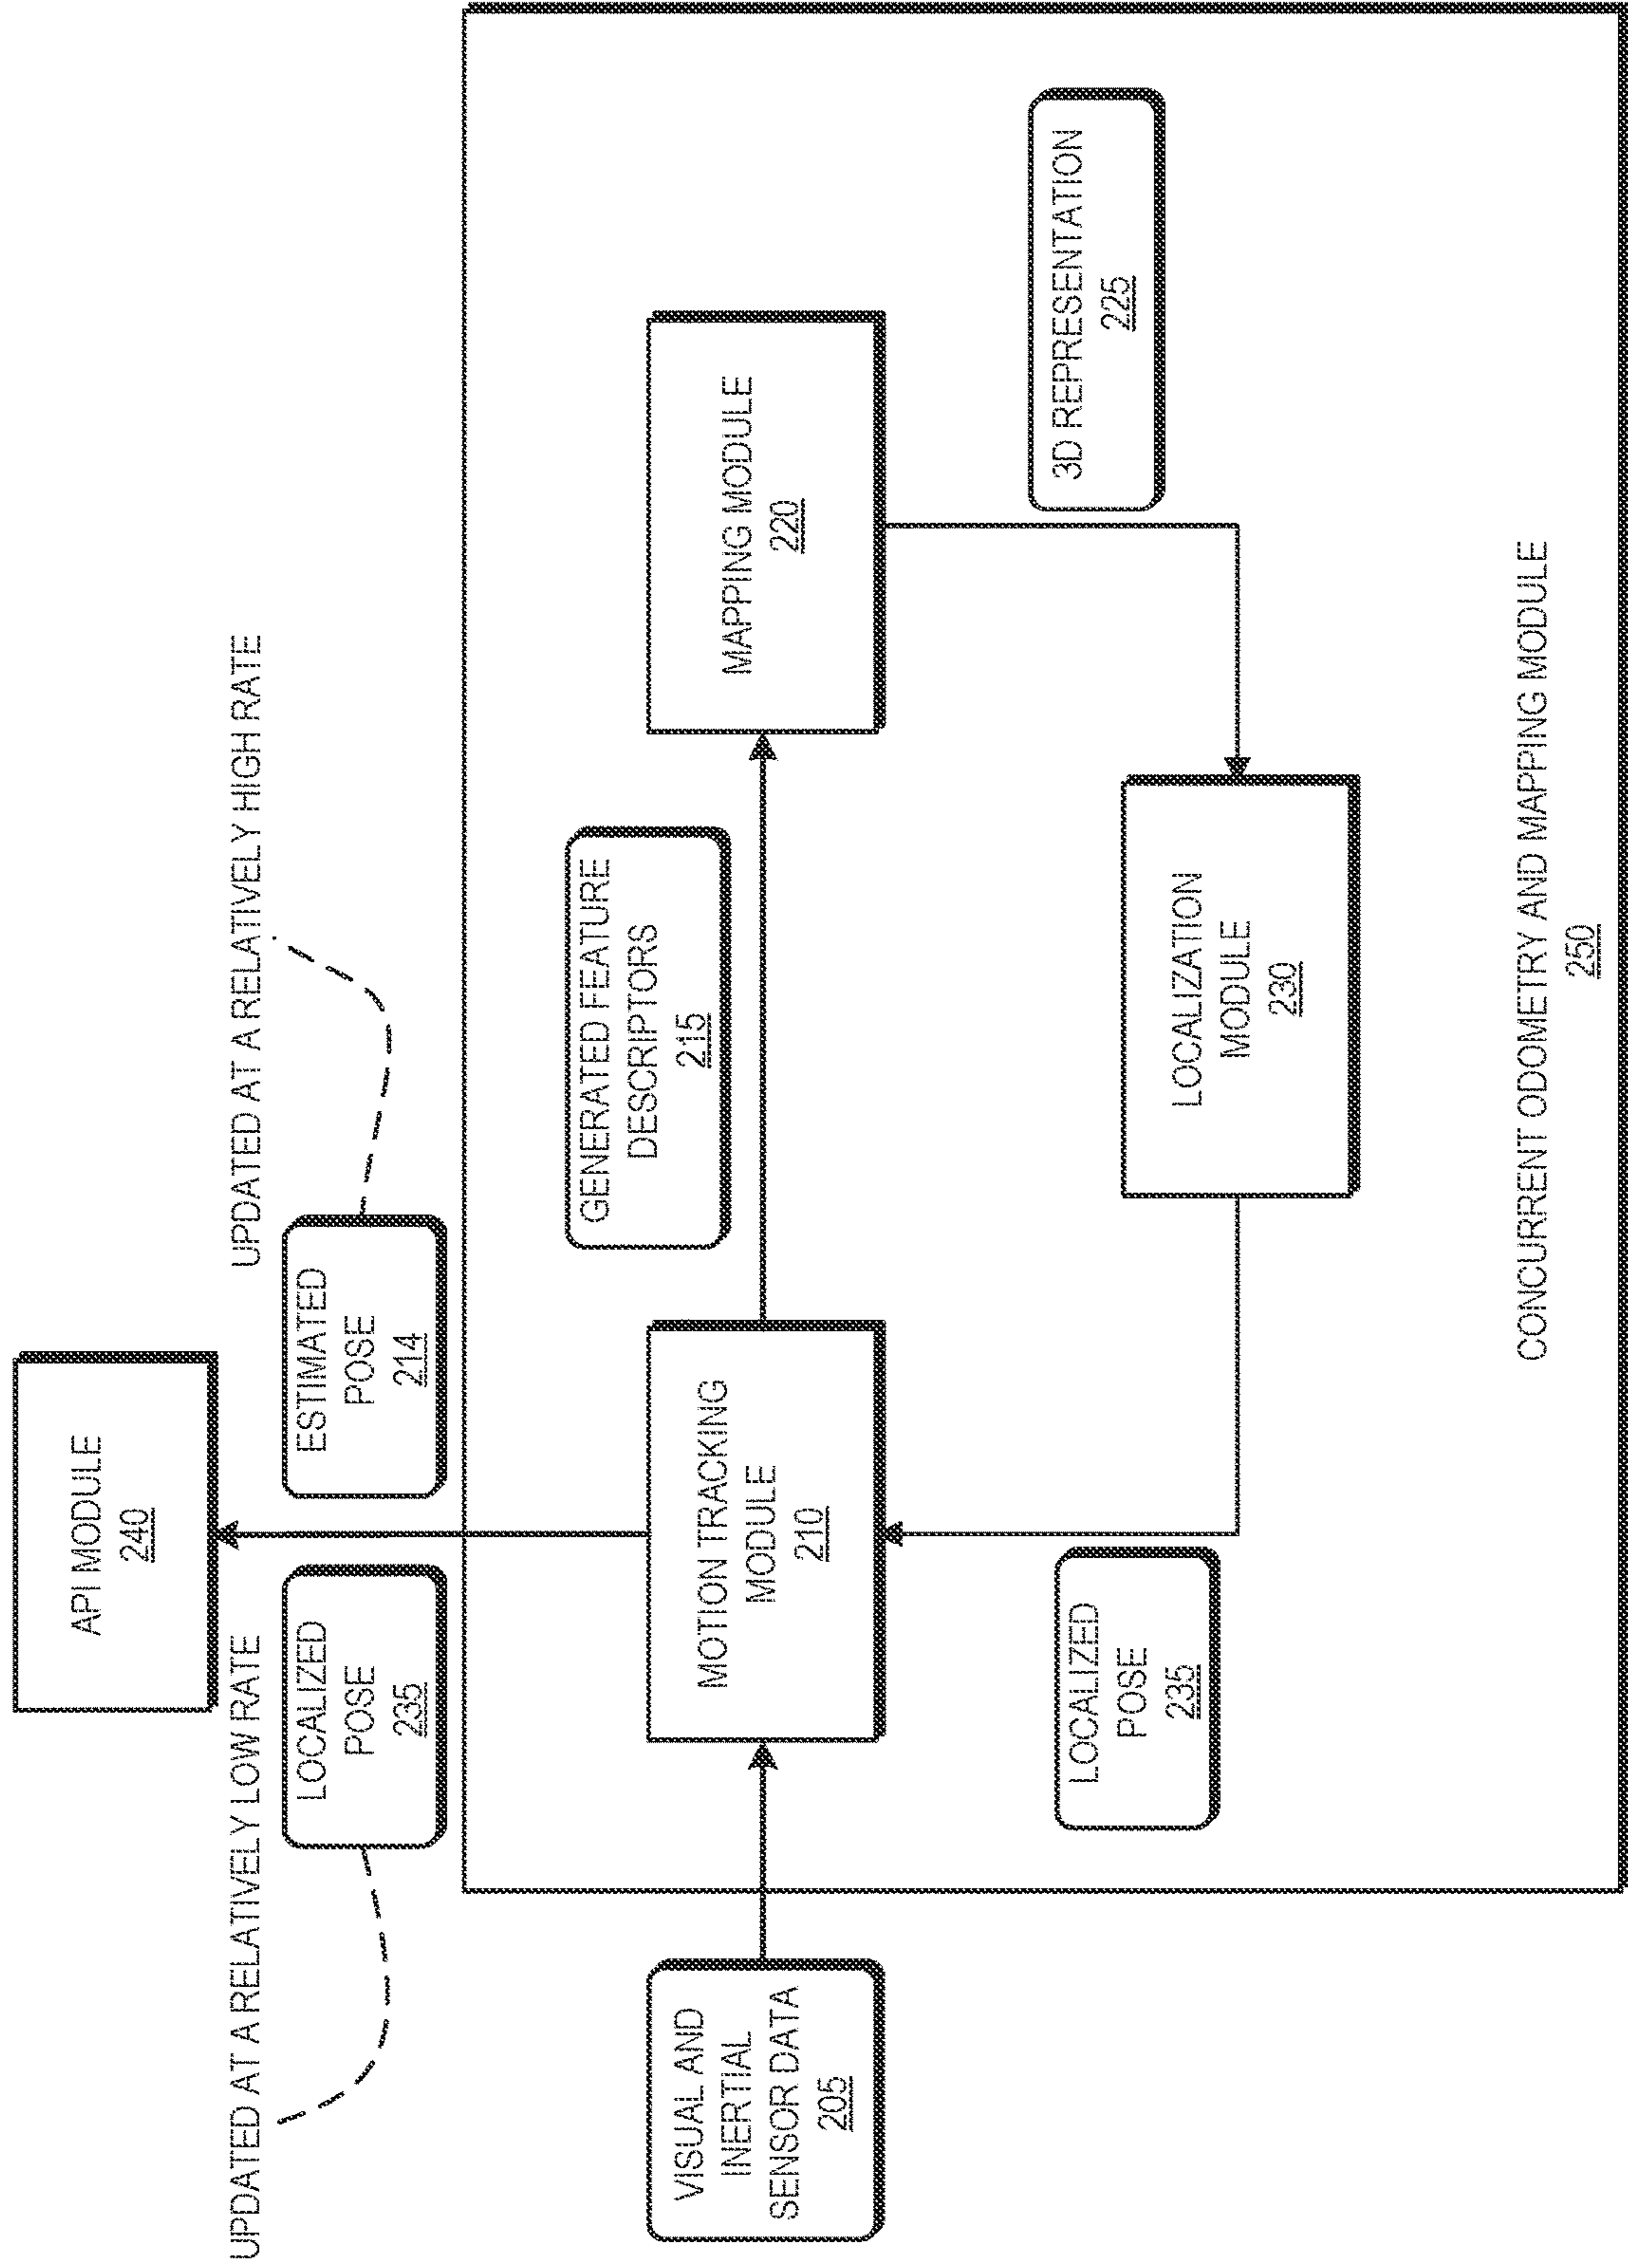 API MODULE
240
UPDATED AT A RELATIVELY LOW RATE
UPDATED AT A RELATIVELY HIGH RATE
LOCALIZED
POSE
235
ESTIMATED
POSE
214
VISUAL AND
INERTIAL
SENSOR DATA
205
MOTION TRACKING
MODULE
210
GENERATED FEATURE
DESCRIPTORS
215
MAPPING MODULE
220
LOCALIZED
POSE
235
LOCALIZATION
MODULE
230
3D REPRESENTATION
225
CONCURRENT ODOMETRY AND MAPPING MODULE
250